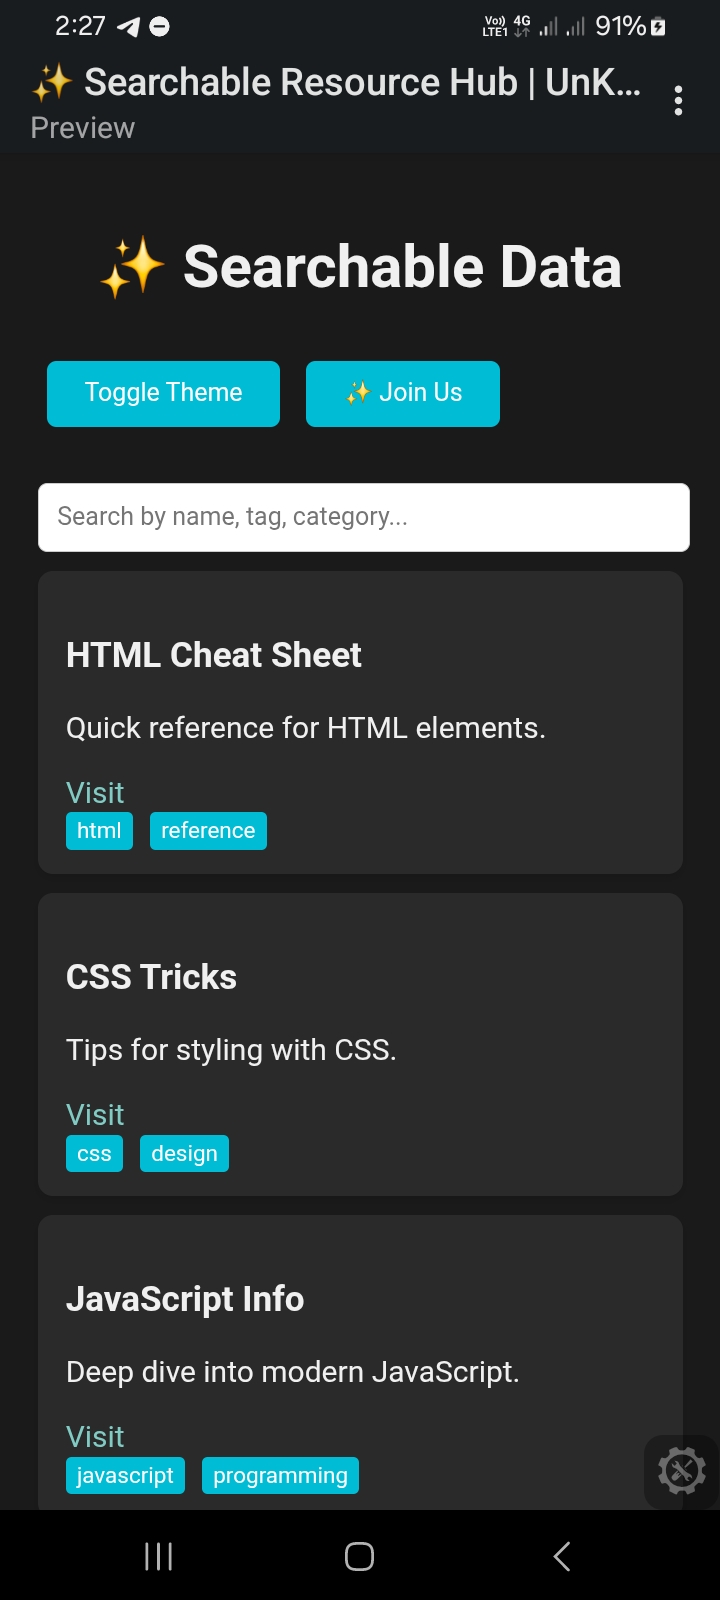 2:27 Vo)) LTE1 4G 91%
✨ Searchable Resource Hub | UnK...
Preview
✨ Searchable Data
Toggle Theme ✨ Join Us
Search by name, tag, category...
HTML Cheat Sheet
Quick reference for HTML elements.
Visit
html reference
CSS Tricks
Tips for styling with CSS.
Visit
css design
JavaScript Info
Deep dive into modern JavaScript.
Visit
javascript programming